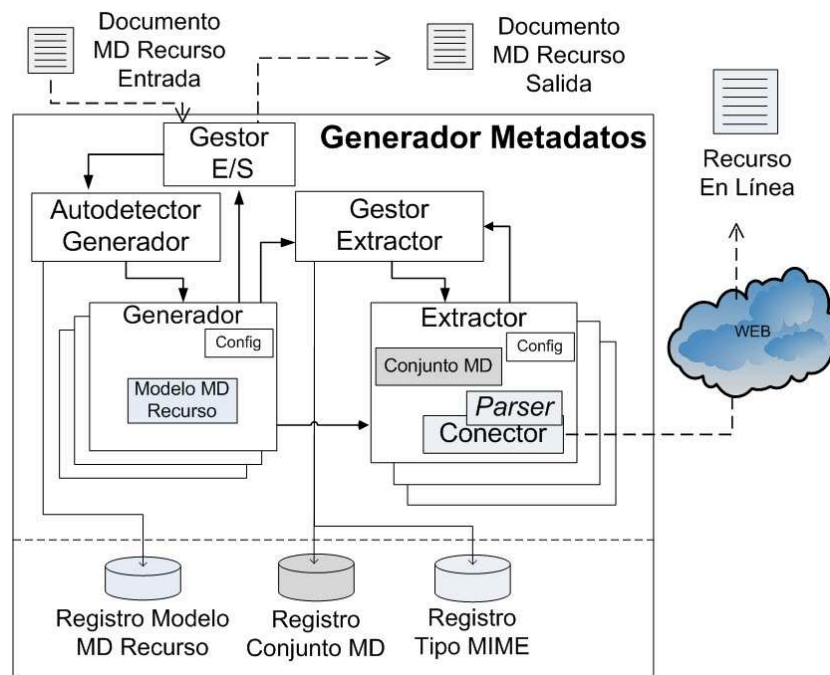 Documento
MD Recurso
Entrada
Documento
MD Recurso
Salida
Generador Metadatos
Gestor
E/S
Recurso
En Línea
Autodetector
Generador
Gestor
Extractor
Generador
Config
Modelo MD
Recurso
Extractor
Config
Conjunto MD
Parser
Conector
WEB
Registro Modelo
MD Recurso
Registro
Conjunto MD
Registro
Tipo MIME